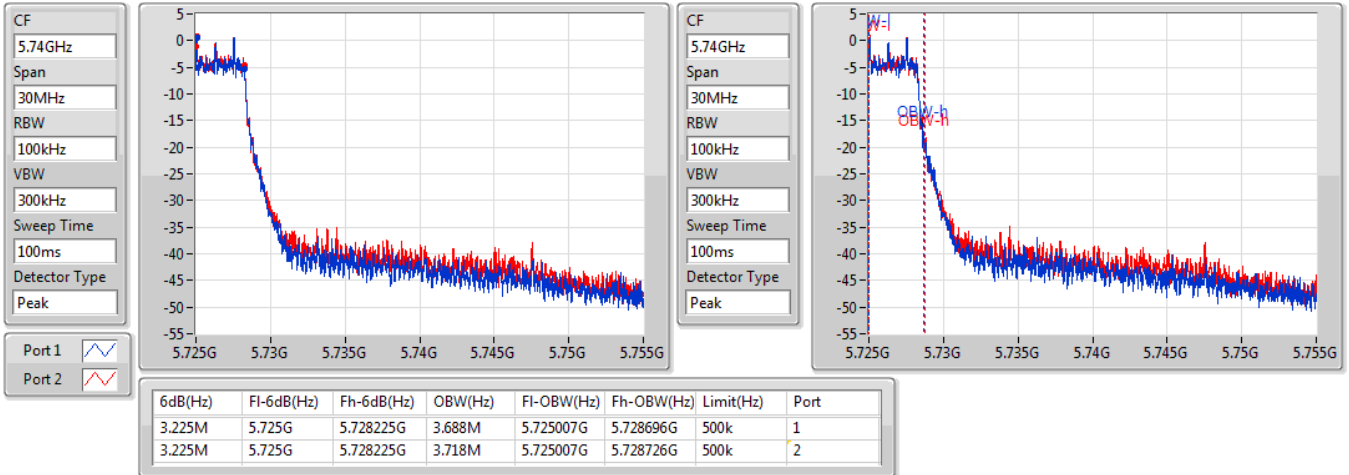 CF
5.74GHz
Span
30MHz
RBW
100kHz
VBW
300kHz
Sweep Time
100ms
Detector Type
Peak
Port 1
Port 2
5
0
-5
-10
-15
-20
-25
-30
-35
-40
-45
-50
-55
5.725G 5.73G 5.735G 5.74G 5.745G 5.75G 5.755G
CF
5.74GHz
Span
30MHz
RBW
100kHz
VBW
300kHz
Sweep Time
100ms
Detector Type
Peak
5
0
-5
-10
-15
-20
-25
-30
-35
-40
-45
-50
-55
W-l
OBW-h
OBW-h
5.725G 5.73G 5.735G 5.74G 5.745G 5.75G 5.755G
6dB(Hz) Fl-6dB(Hz) Fh-6dB(Hz) OBW(Hz) Fl-OBW(Hz) Fh-OBW(Hz) Limit(Hz) Port
3.225M 5.725G 5.728225G 3.688M 5.725007G 5.728696G 500k 1
3.225M 5.725G 5.728225G 3.718M 5.725007G 5.728726G 500k 2